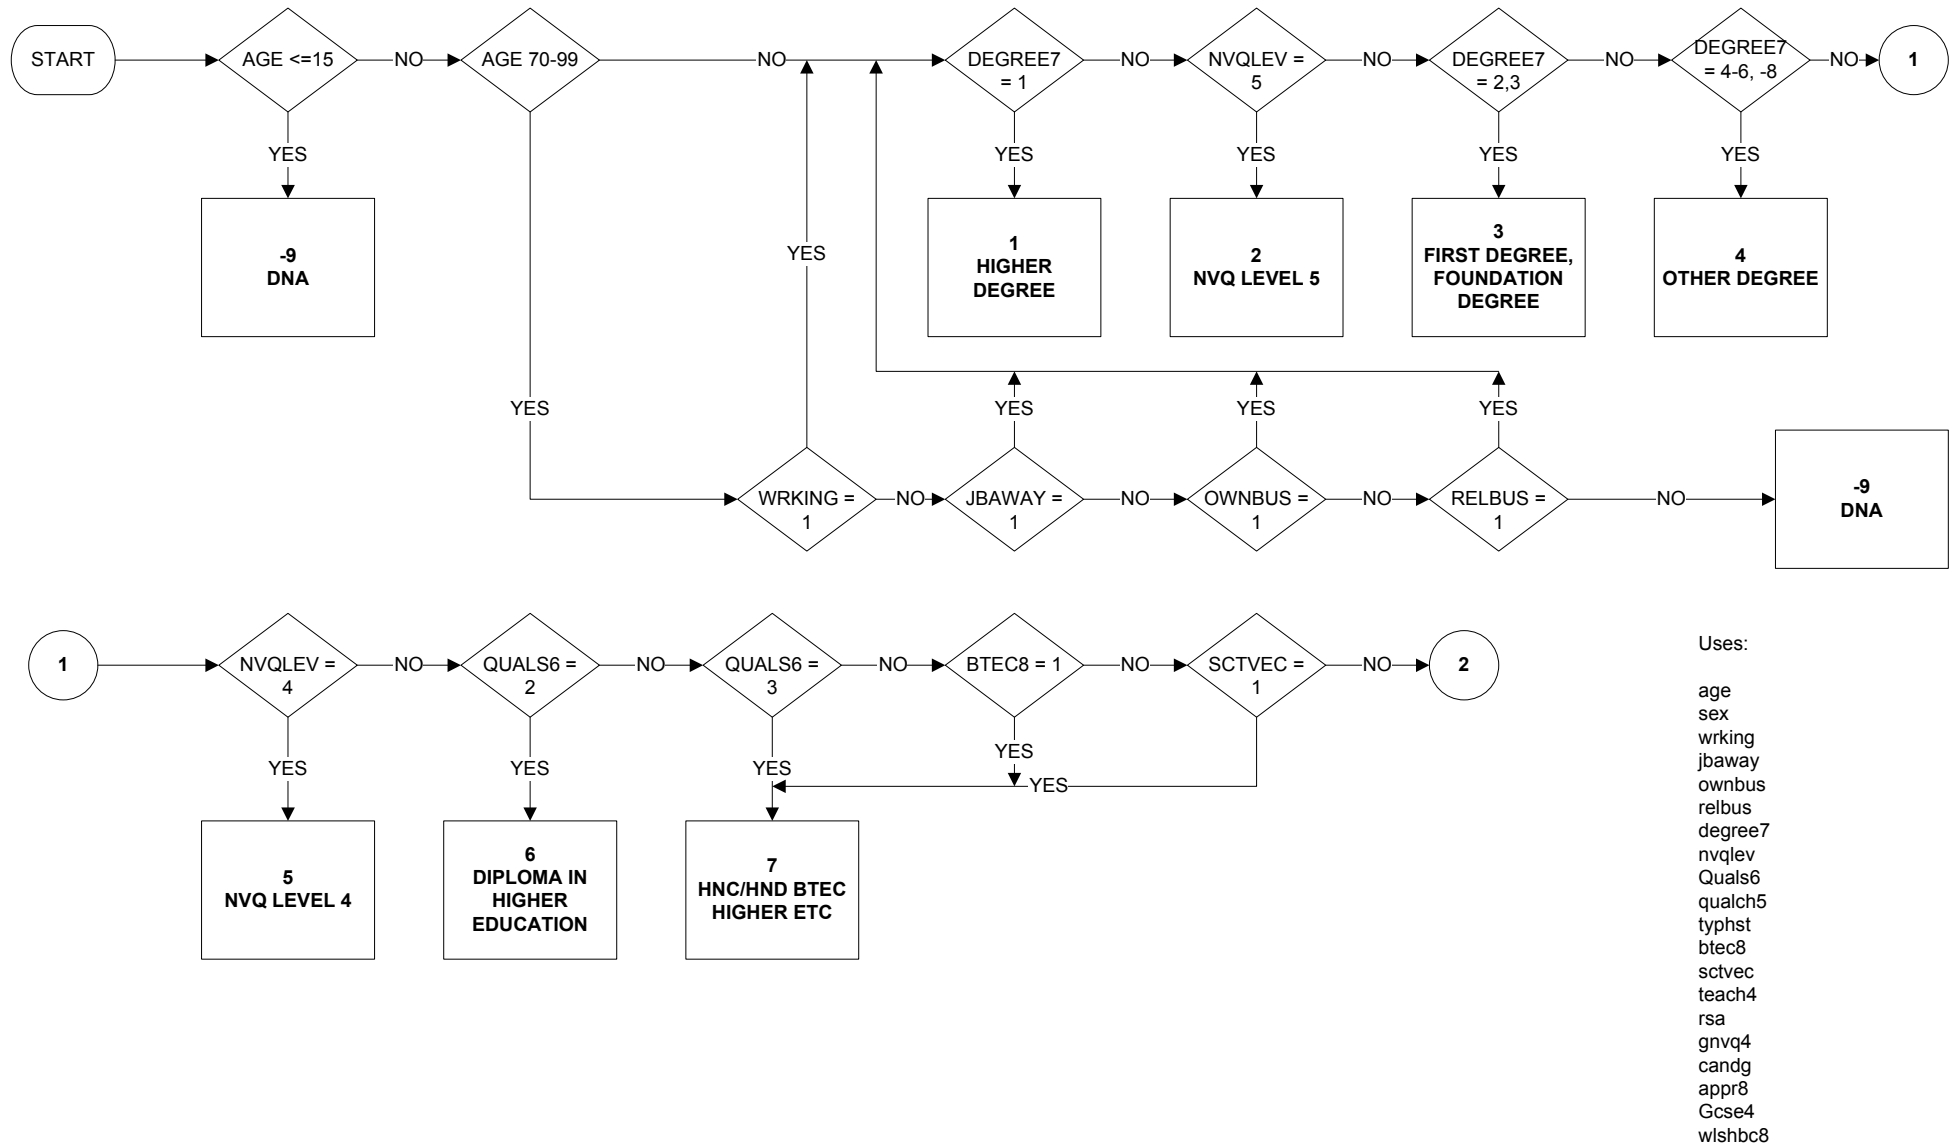 START
AGE <=15
NO
AGE 70-99
NO
DEGREE7
= 1
NO
NVQLEV =
5
NO
DEGREE7
= 2,3
NO
DEGREE7
= 4-6, -8
NO
1
YES
YES
YES
YES
YES
-9
DNA
YES
1
HIGHER
DEGREE
2
NVQ LEVEL 5
3
FIRST DEGREE,
FOUNDATION
DEGREE
4
OTHER DEGREE
YES
YES
YES
YES
WRKING =
1
NO
JBAWAY =
1
NO
OWNBUS =
1
NO
RELBUS =
1
NO
-9
DNA
1
NVQLEV =
4
NO
QUALS6 =
2
NO
QUALS6 =
3
NO
BTEC8 = 1
NO
SCTVEC =
1
NO
2
YES
YES
YES
YES
YES
5
NVQ LEVEL 4
6
DIPLOMA IN
HIGHER
EDUCATION
7
HNC/HND BTEC
HIGHER ETC
Uses:
age
sex
wrking
jbaway
ownbus
relbus
degree7
nvqlev
Quals6
qualch5
typhst
btec8
sctvec
teach4
rsa
gnvq4
candg
appr8
Gcse4
wlshbc8